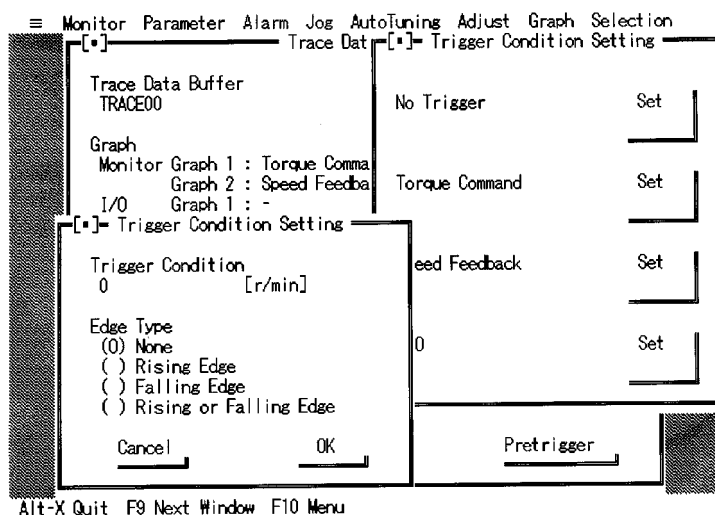 ≡ Monitor Parameter Alarm Jog AutoTuning Adjust Graph Selection
[▪] Trace Dat
Trace Data Buffer
TRACE00
Graph
Monitor Graph 1 : Torque Comma
Graph 2 : Speed Feedba
I/O Graph 1 : -
[▪] Trigger Condition Setting
No Trigger Set
Torque Command Set
eed Feedback Set
O Set
Pretrigger
[▪] Trigger Condition Setting
Trigger Condition
0 [r/min]
Edge Type
(O) None
( ) Rising Edge
( ) Falling Edge
( ) Rising or Falling Edge
Cancel OK
Alt-X Quit F9 Next Window F10 Menu